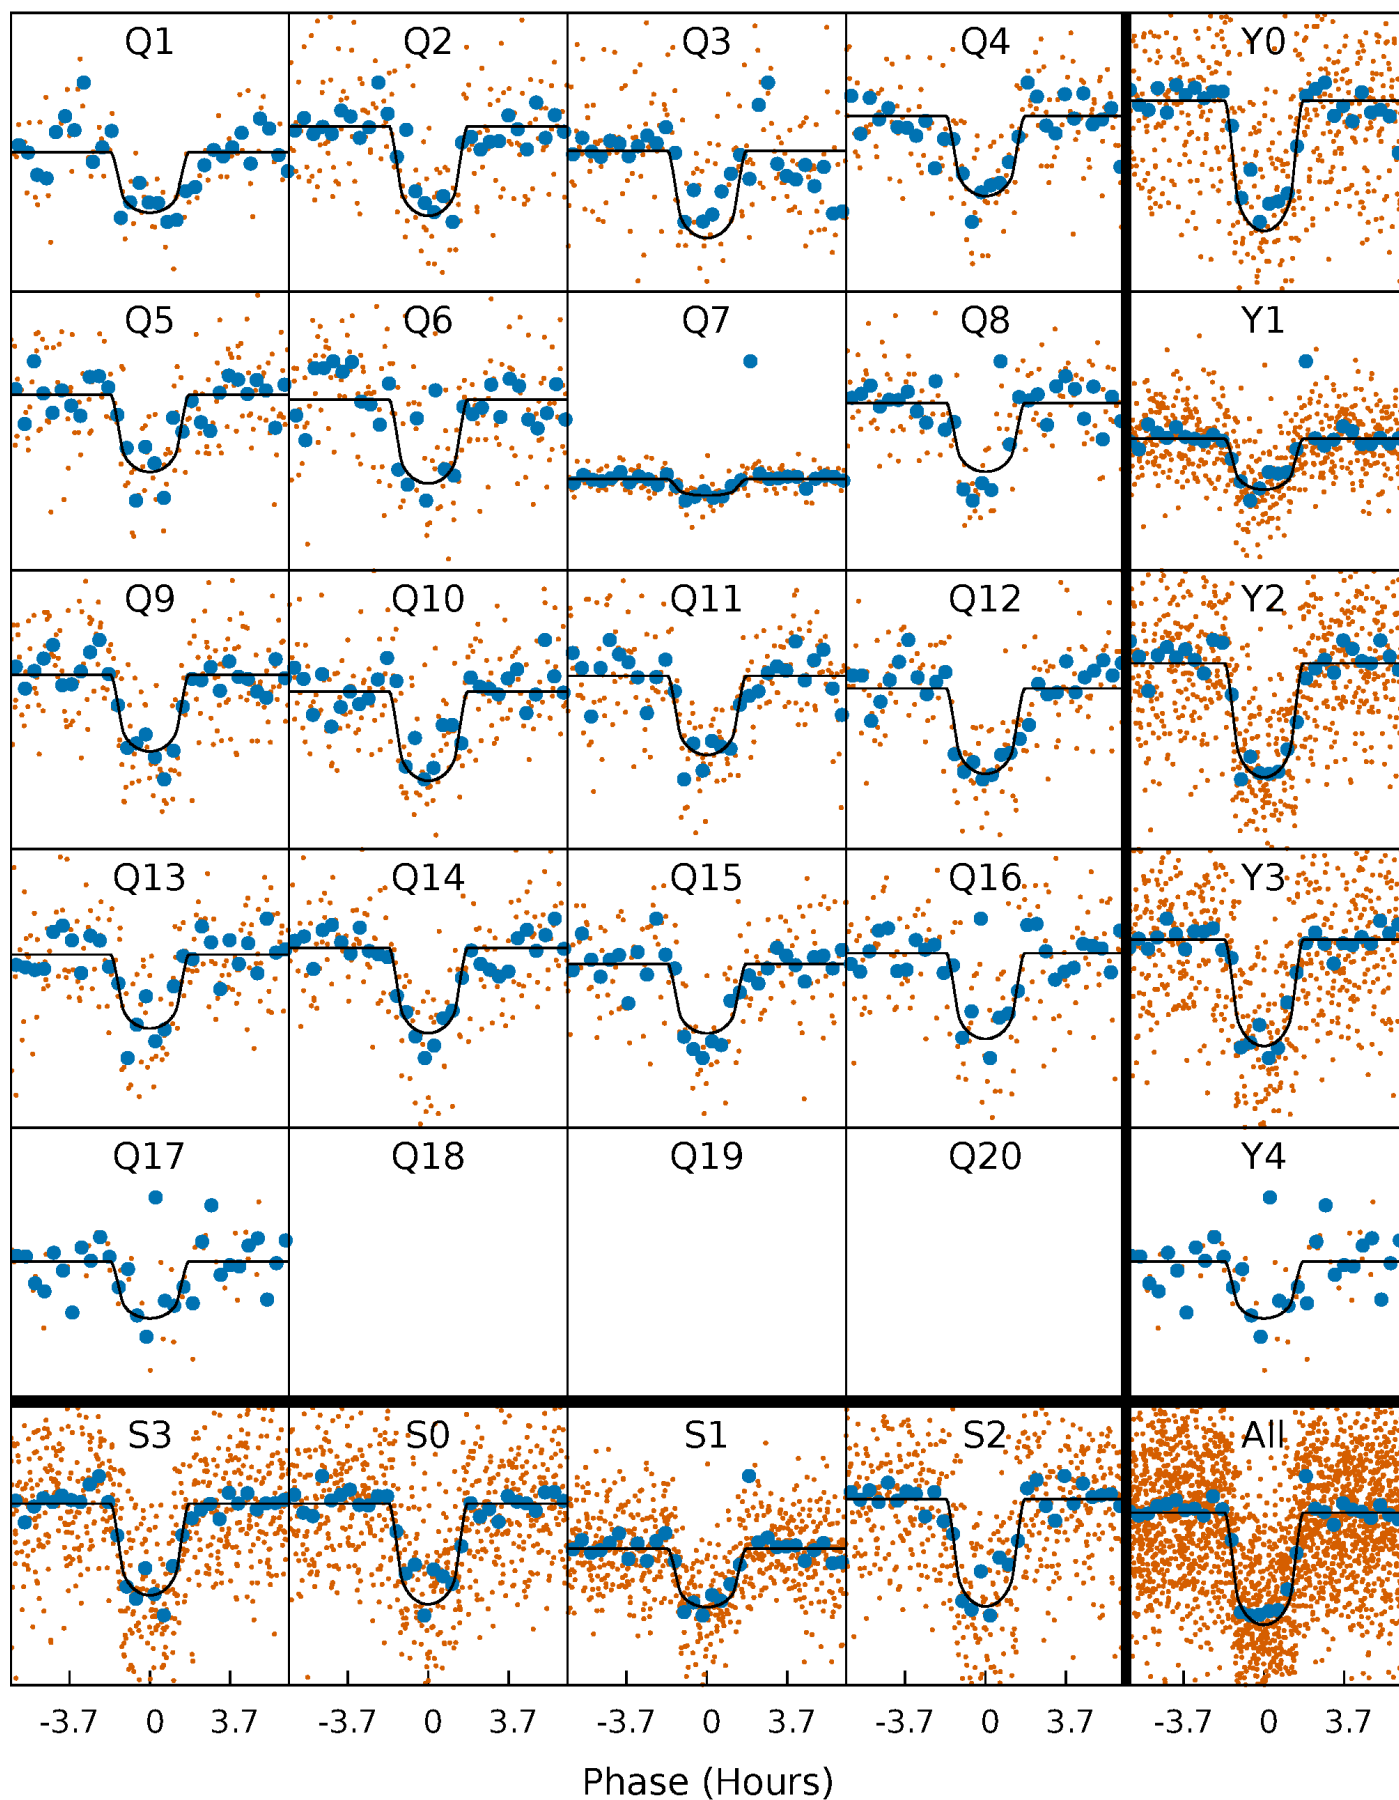 Q1 Q2 Q3 Q4 Y0
Q5 Q6 Q7 Q8 Y1
Q9 Q10 Q11 Q12 Y2
Q13 Q14 Q15 Q16 Y3
Q17 Q18 Q19 Q20 Y4
S3 S0 S1 S2 All
-3.7 0 3.7 -3.7 0 3.7 -3.7 0 3.7 -3.7 0 3.7 -3.7 0 3.7
Phase (Hours)